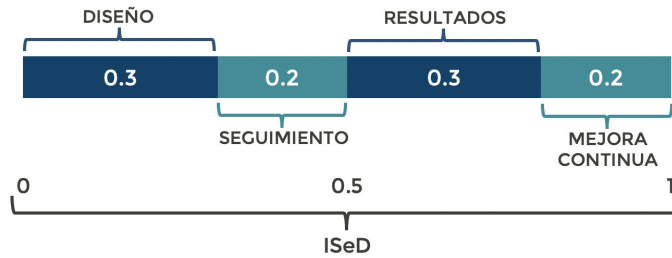 DISEÑO
RESULTADOS
0.3
0.2
0.3
0.2
SEGUIMIENTO
MEJORA
CONTINUA
0
0.5
1
ISeD